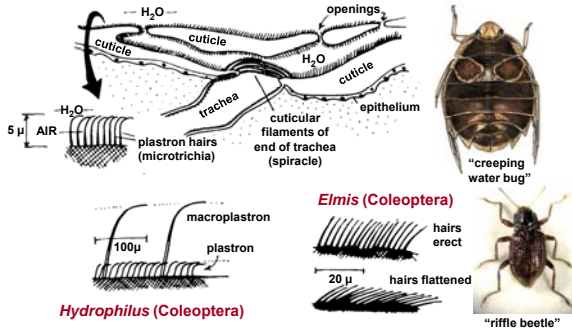 H₂O
openings
cuticle
cuticle
H₂O
cuticle
trachea
epithelium
H₂O
5 μ
AIR
plastron hairs
(microtrichia)
cuticular
filaments of
end of trachea
(spiracle)
"creeping
water bug"
macroplastron
100μ
plastron
Hydrophilus (Coleoptera)
Elmis (Coleoptera)
hairs
erect
20 μ
hairs flattened
"riffle beetle"